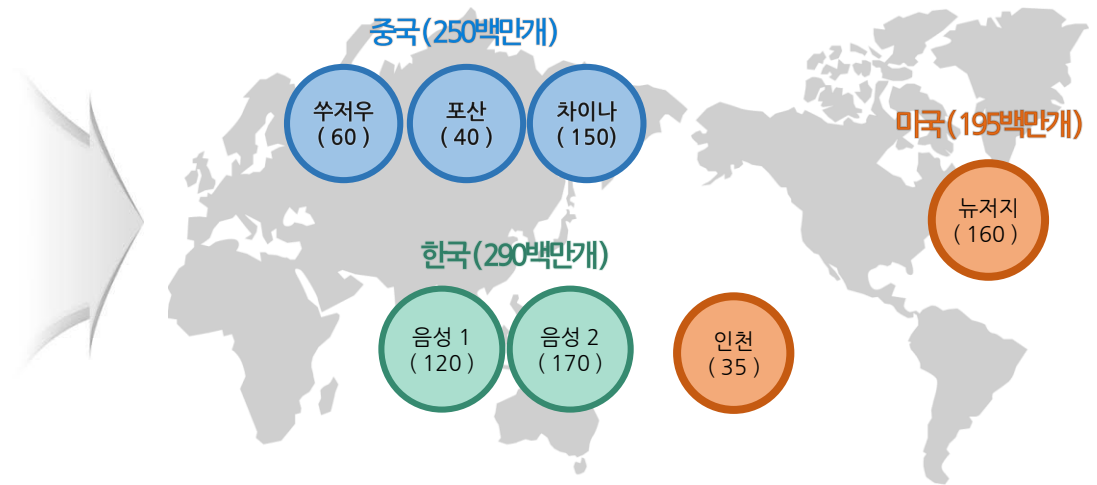 중국 (250백만개)
쑤저우
( 60 )
포산
( 40 )
차이나
( 150)
미국 (195백만개)
뉴저지
( 160 )
한국 (290백만개)
음성 1
( 120 )
음성 2
( 170 )
인천
( 35 )